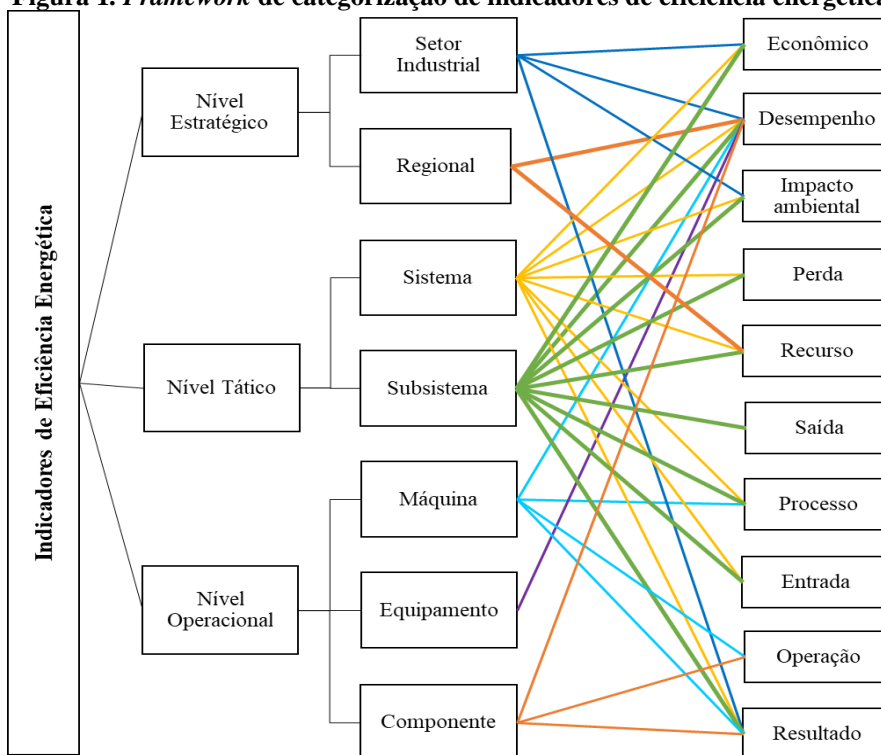 Figura 1. Framework de categorização de indicadores de eficiência energética
Indicadores de Eficiência Energética
Nível
Estratégico
Nível Tático
Nível
Operacional
Setor
Industrial
Regional
Sistema
Subsistema
Máquina
Equipamento
Componente
Econômico
Desempenho
Impacto
ambiental
Perda
Recurso
Saída
Processo
Entrada
Operação
Resultado